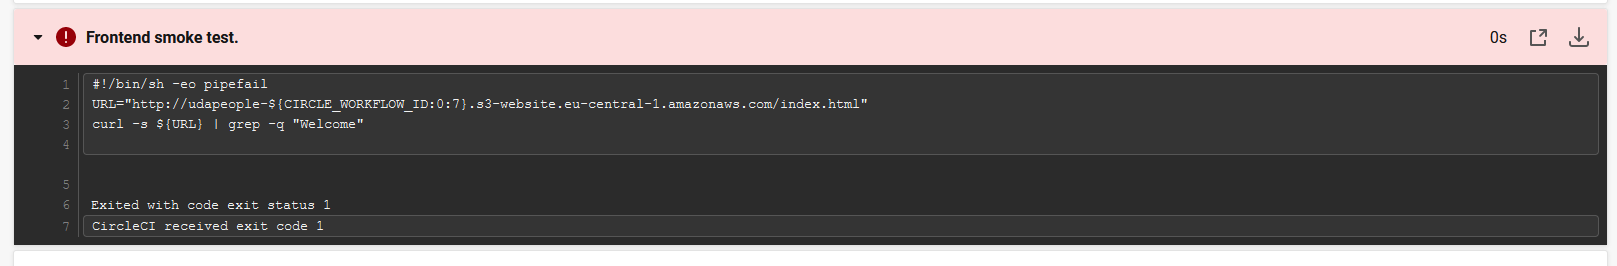 Frontend smoke test.
0s
1 #!/bin/sh -eo pipefail
2 URL="http://udapeople-${CIRCLE_WORKFLOW_ID:0:7}.s3-website.eu-central-1.amazonaws.com/index.html"
3 curl -s ${URL} | grep -q "Welcome"
4
5
6 Exited with code exit status 1
7 CircleCI received exit code 1